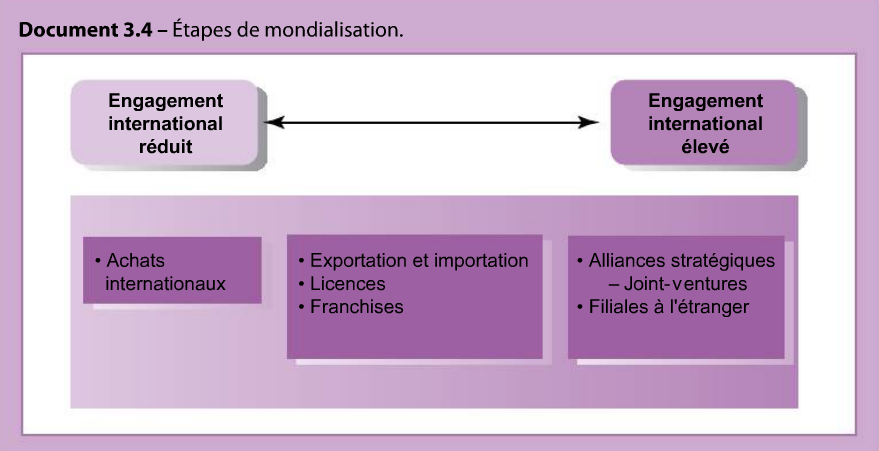 Document 3.4 – Étapes de mondialisation.
Engagement
international
réduit
Engagement
international
élevé
• Achats
internationaux
• Exportation et importation
• Licences
• Franchises
• Alliances stratégiques
– Joint-ventures
• Filiales à l'étranger